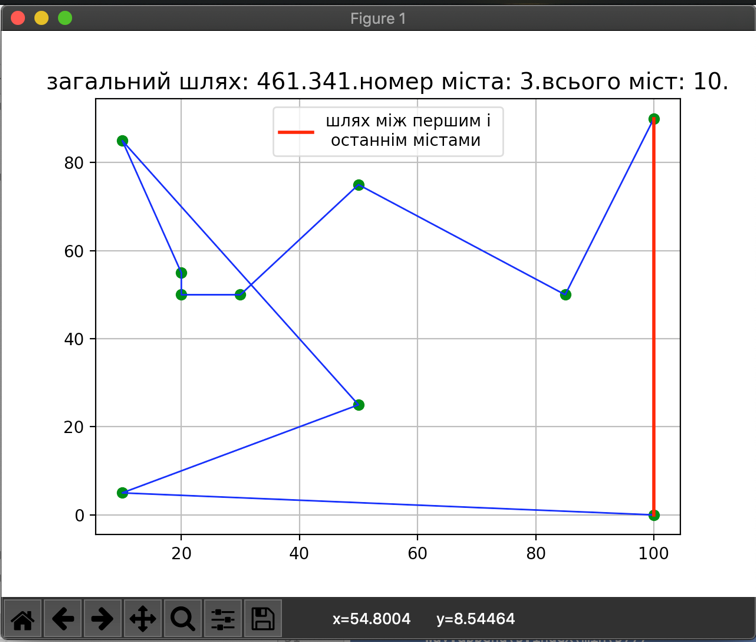 Figure 1
загальний шлях: 461.341.номер міста: 3.всього міст: 10.
шлях між першим і
останнім містами
80
60
40
20
0
20 40 60 80 100
x=54.8004 y=8.54464